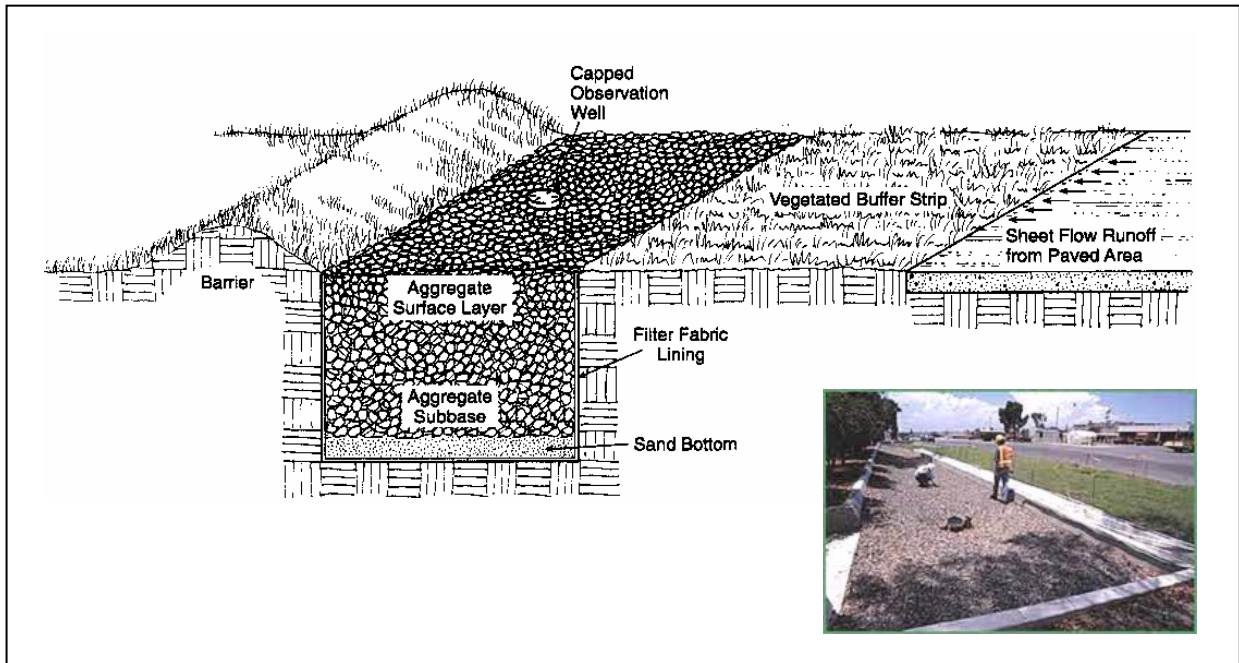 Capped
Observation
Well
Vegetated Buffer Strip
Sheet Flow Runoff
from Paved Area
Barrier
Aggregate
Surface Layer
Filter Fabric
Lining
Aggregate
Subbase
Sand Bottom